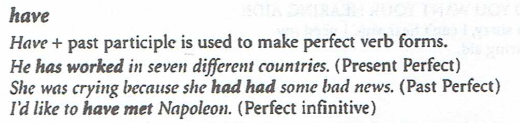 have
Have + past participle is used to make perfect verb forms.
He has worked in seven different countries. (Present Perfect)
She was crying because she had had some bad news. (Past Perfect)
I'd like to have met Napoleon. (Perfect infinitive)